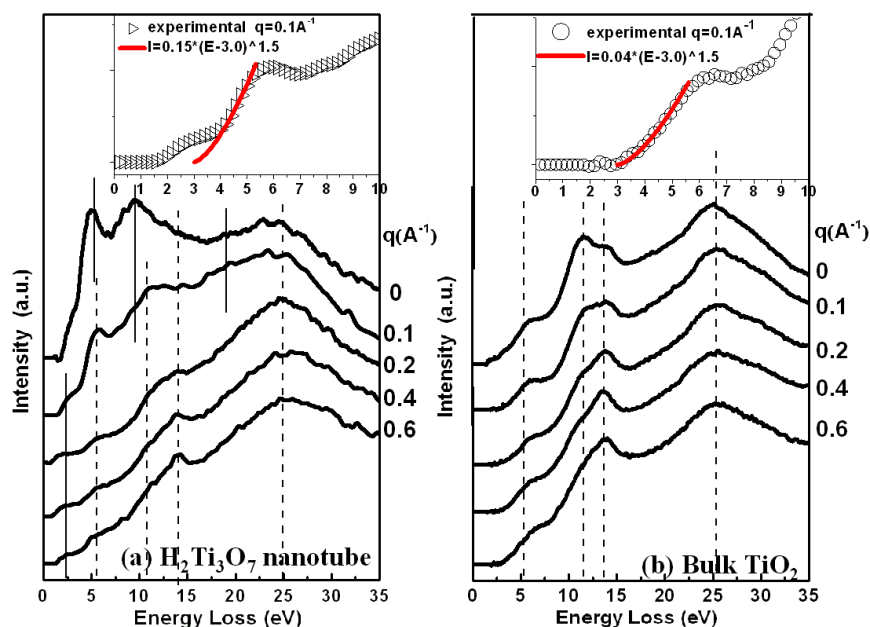 experimental q=0.1A⁻¹
I=0.15*(E-3.0)^1.5
0 1 2 3 4 5 6 7 8 9 10
q(A⁻¹)
0
0.1
0.2
0.4
0.6
Intensity (a.u.)
(a) H₂Ti₃O₇ nanotube
0 5 10 15 20 25 30 35
Energy Loss (eV)
experimental q=0.1A⁻¹
I=0.04*(E-3.0)^1.5
0 1 2 3 4 5 6 7 8 9 10
q(A⁻¹)
0
0.1
0.2
0.4
0.6
Intensity (a.u.)
(b) Bulk TiO₂
0 5 10 15 20 25 30 35
Energy Loss (eV)